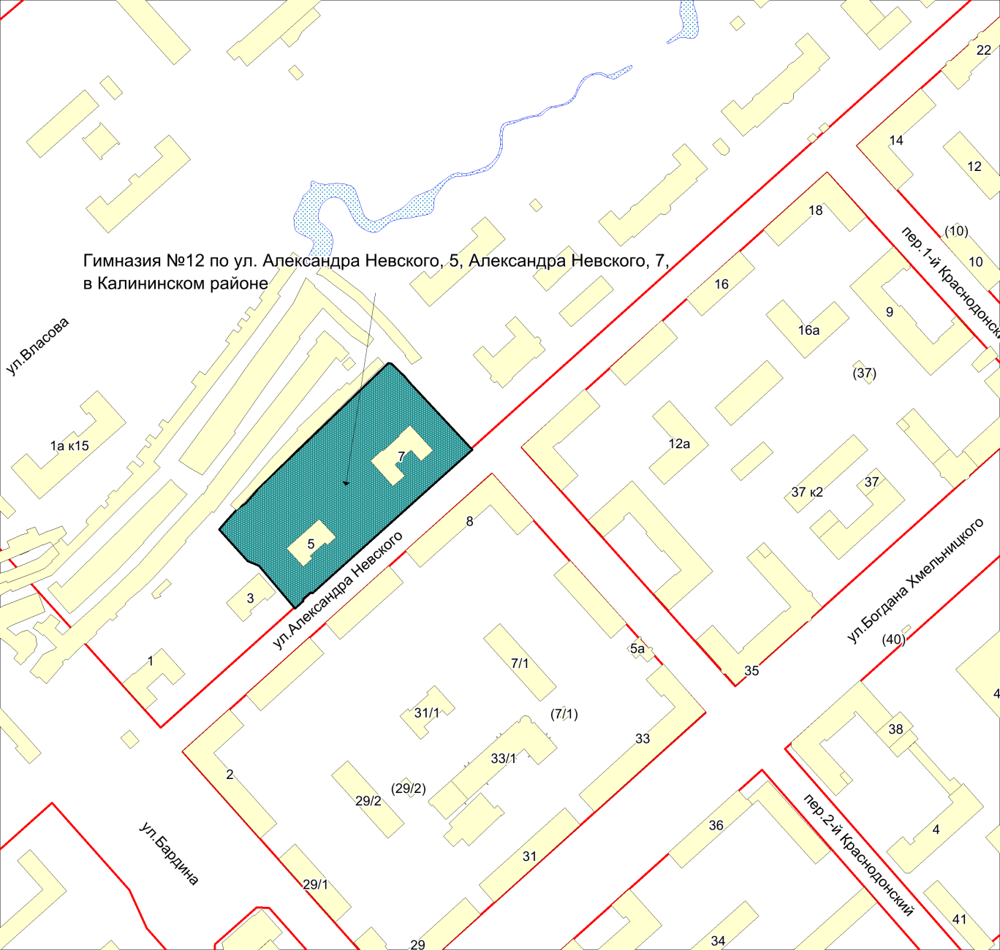 22
14
12
18
(10)
10
пер.1-й Краснодонски
Гимназия №12 по ул. Александра Невского, 5, Александра Невского, 7,
в Калининском районе
16
9
16а
ул.Власова
(37)
1а к15
12а
7
37 к2
37
8
5
ул.Александра Невского
ул.Богдана Хмельницкого
3
(40)
5а
1
7/1
35
4
31/1
(7/1)
38
33
33/1
2
(29/2)
29/2
пер.2-й Краснодонский
36
4
ул.Бардина
31
29/1
41
34
29